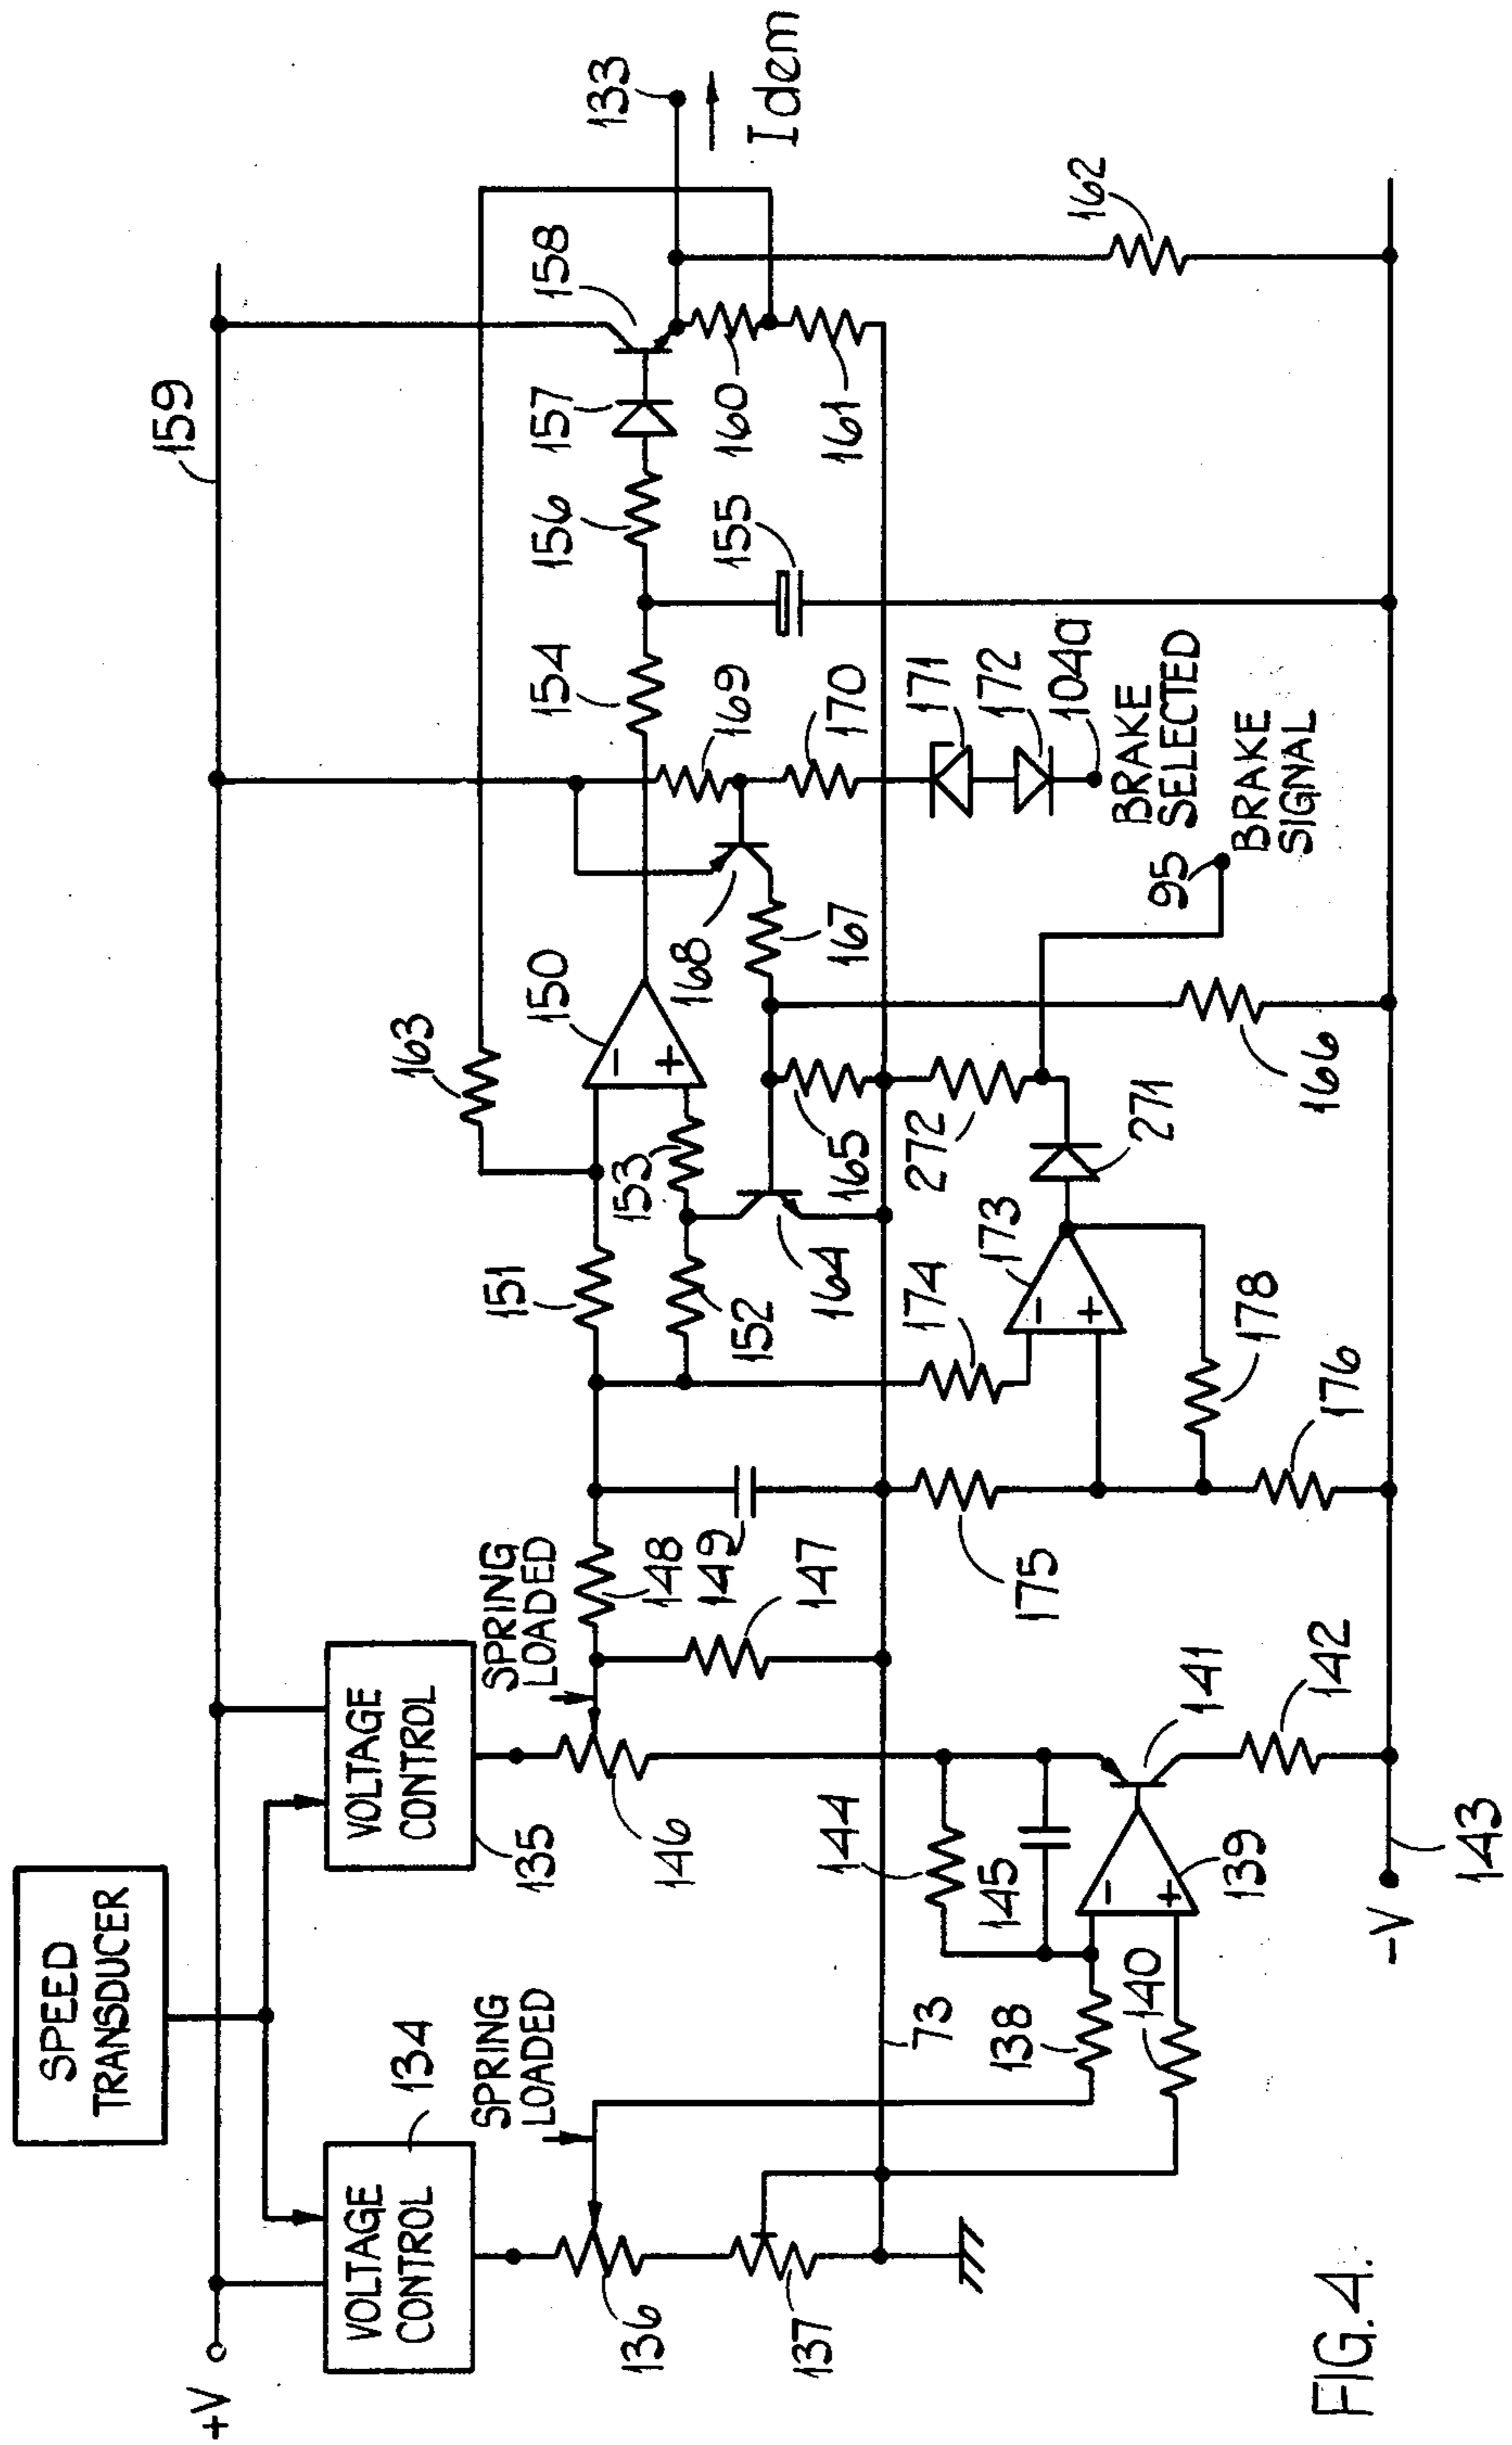 SPEED
TRANSDUCER
+V
159
VOLTAGE
CONTROL
134
VOLTAGE
CONTROL
135
SPRING
LOADED
SPRING
LOADED
136
137
146
148
149
147
151
152
153
163
150
154
156
157
158
133
Idem
160
161
162
155
169
170
171
172
104a
BRAKE
SELECTED
BRAKE
SIGNAL
95
168
167
164
165
166
272
271
173
174
175
176
178
73
138
140
139
144
145
141
142
143
-V
FIG.4.